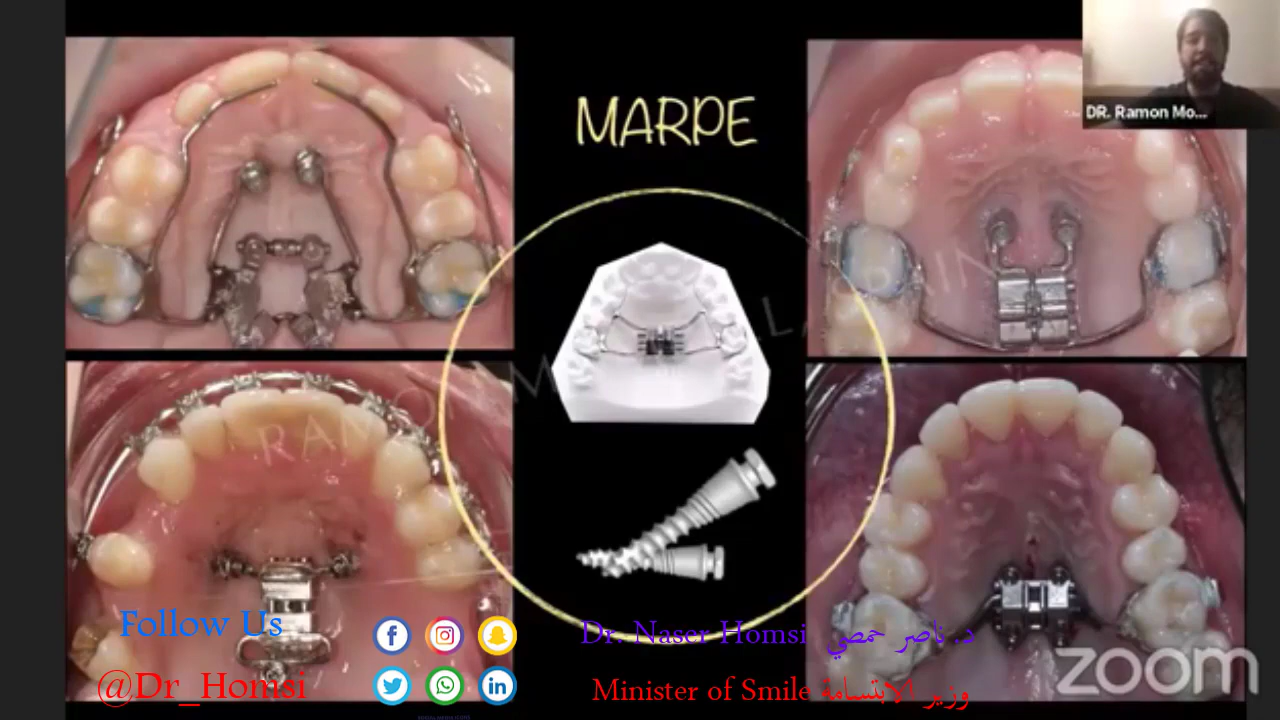 DR. Ramon Mo...
MARPE
Follow Us
@Dr_Homsi
Dr. Naser Homsi د. ناصر حمصي
Minister of Smile وزير الابتسامة
zoom